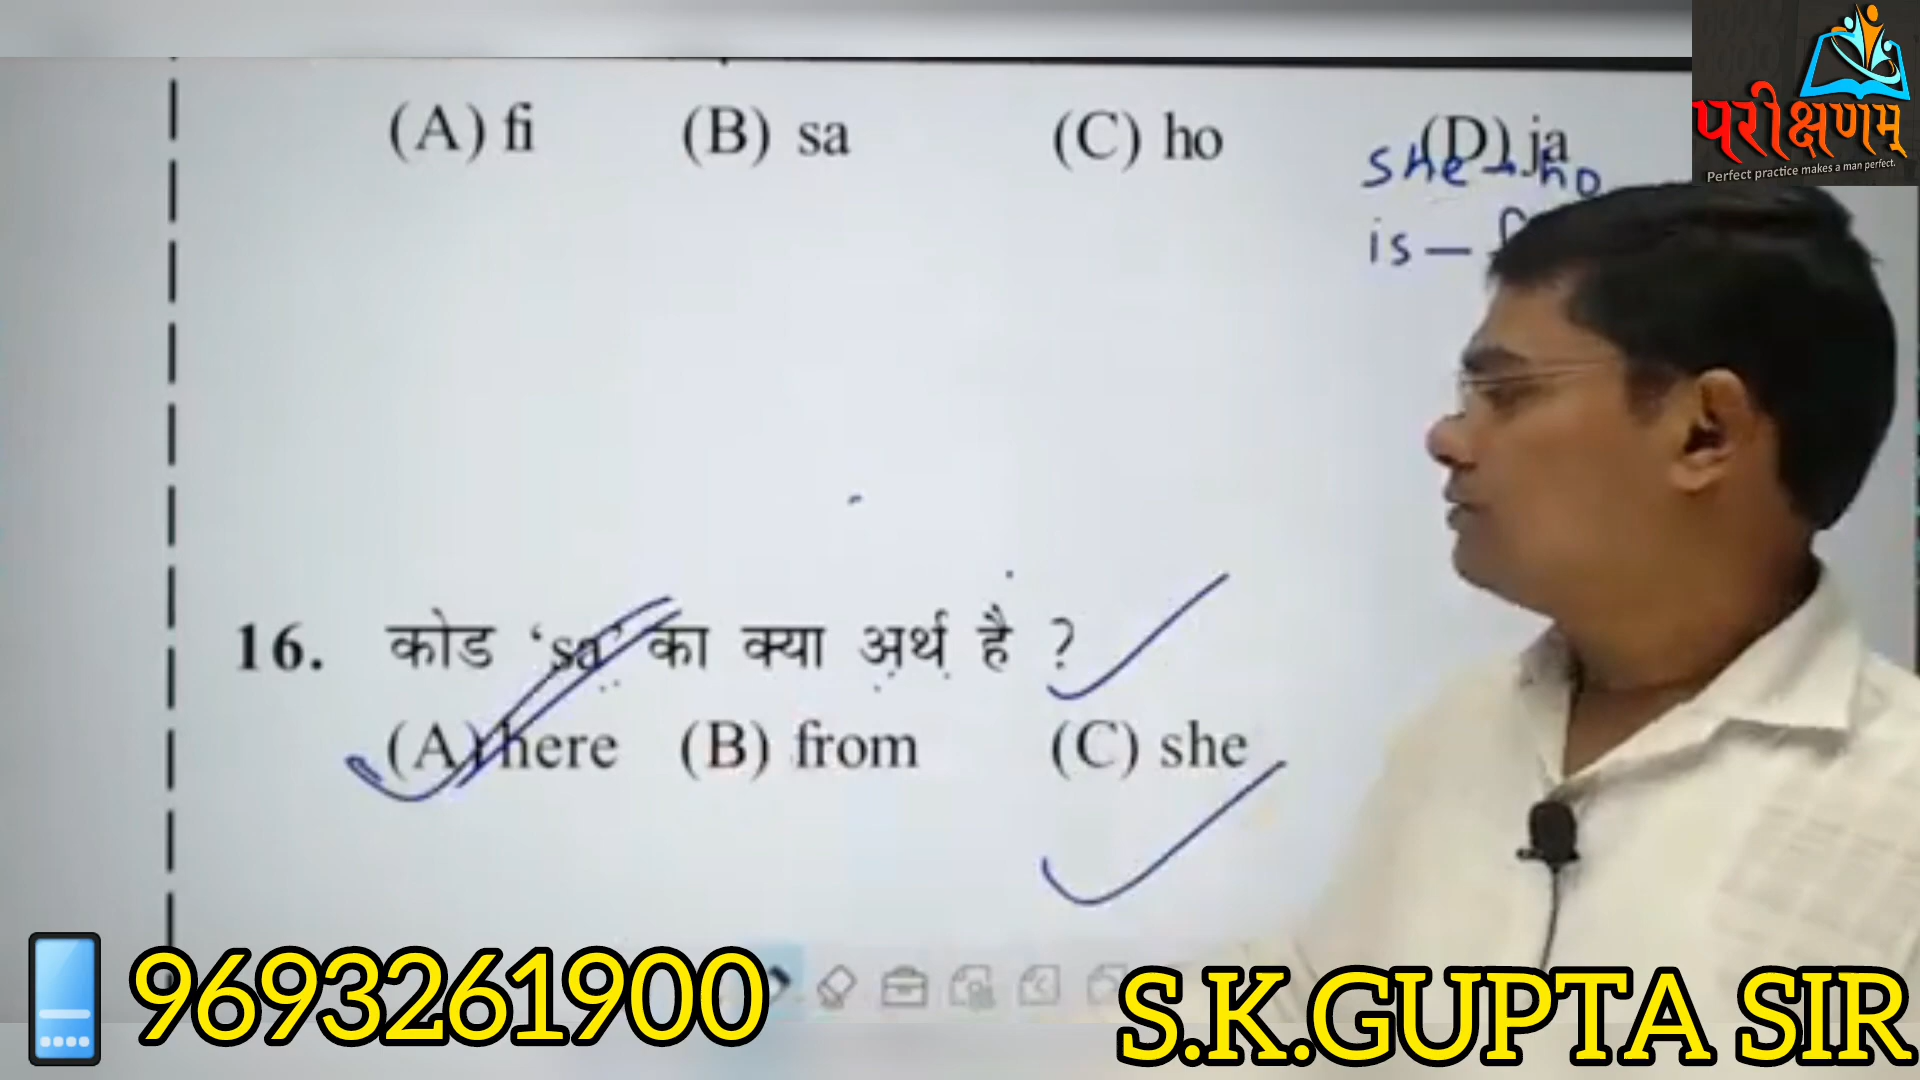 (A) fi (B) sa (C) ho (D) ja
she - ho
is —
परीक्षणम्
Perfect practice makes a man perfect.
16. कोड 'sa' का क्या अर्थ है ?
(A) here (B) from (C) she
9693261900
S.K.GUPTA SIR